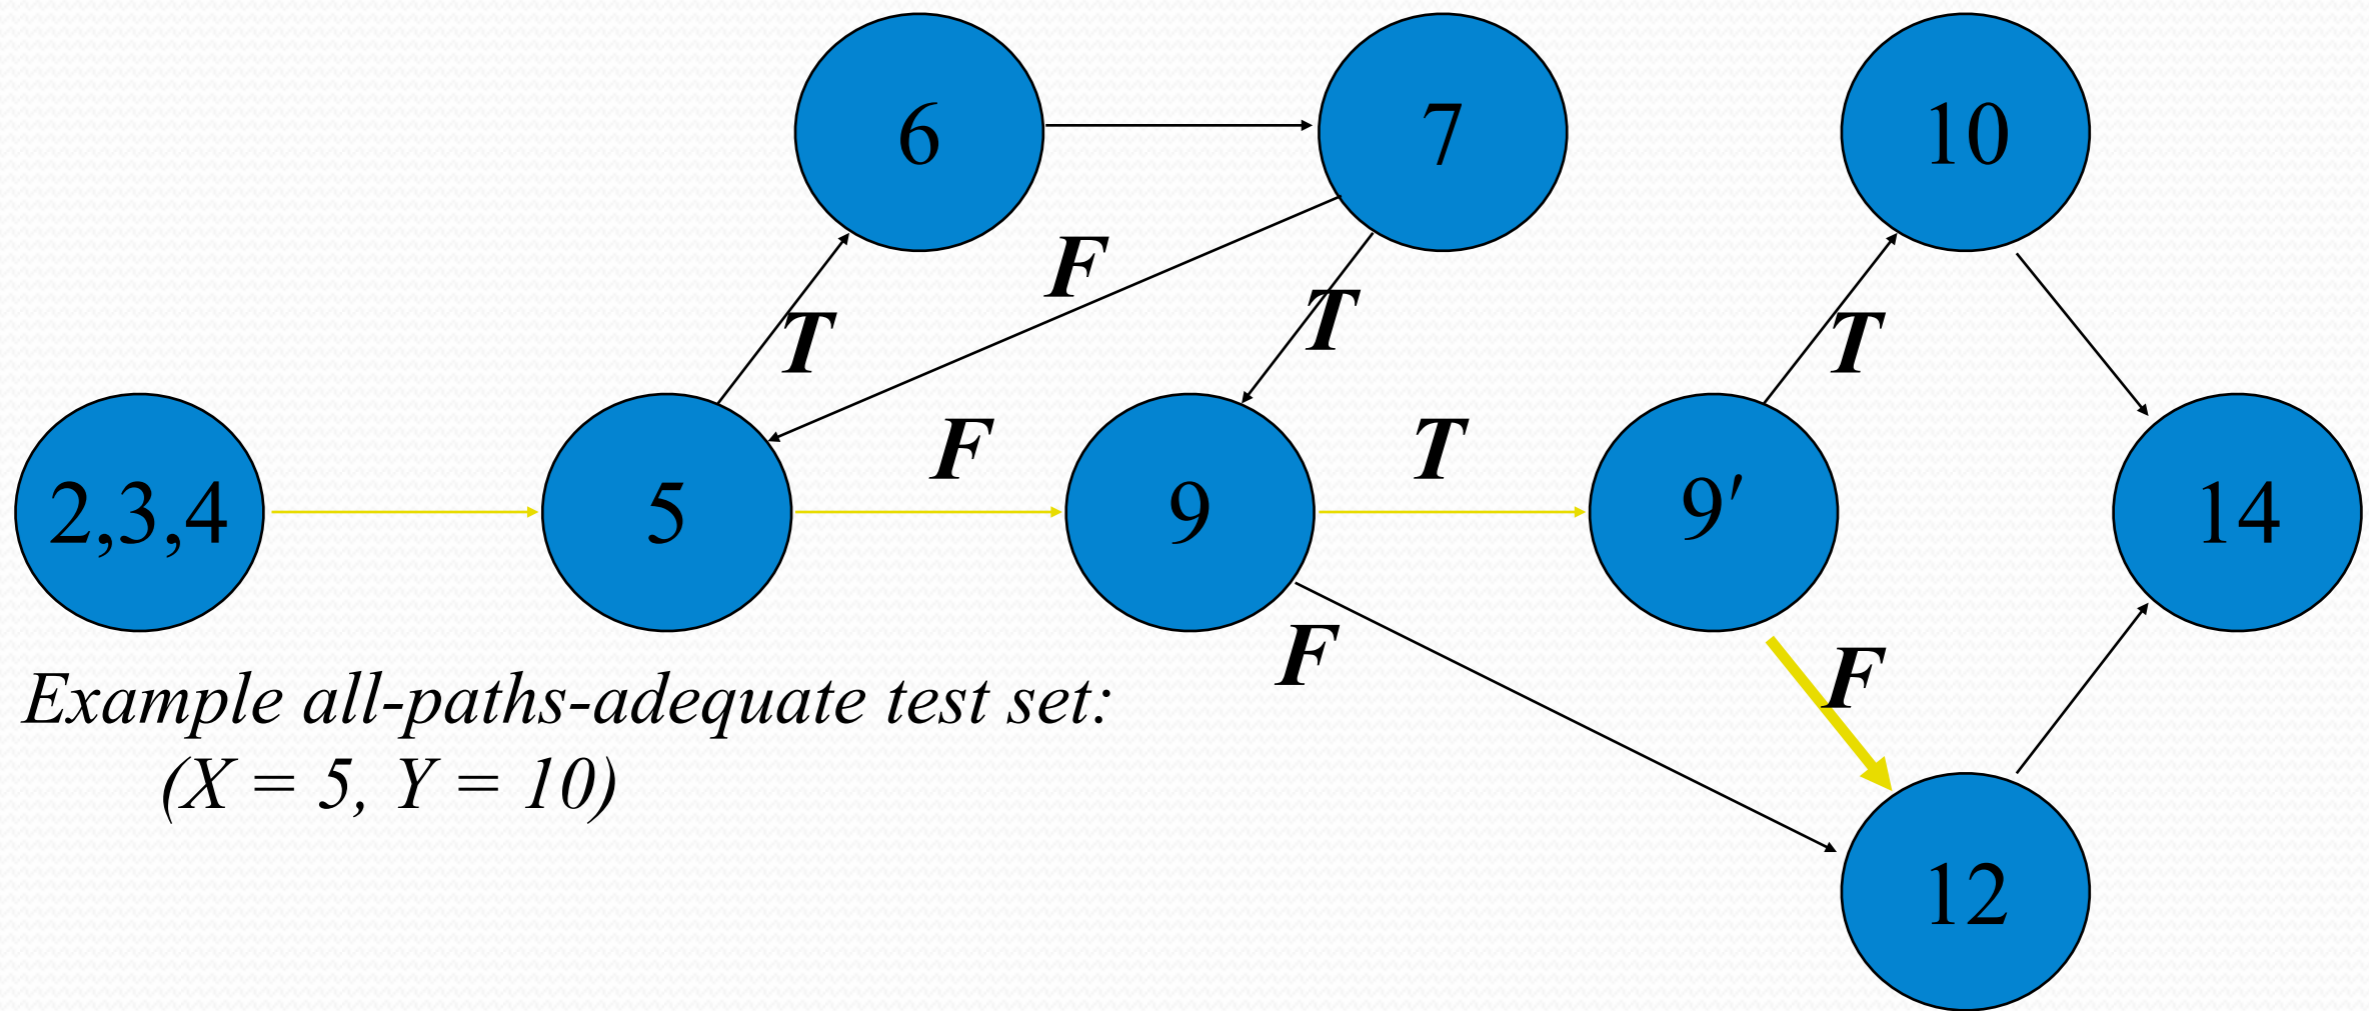 6
7
10
F
T
T
T
F
T
2,3,4
5
9
9′
14
F
F
Example all-paths-adequate test set:
(X = 5, Y = 10)
12